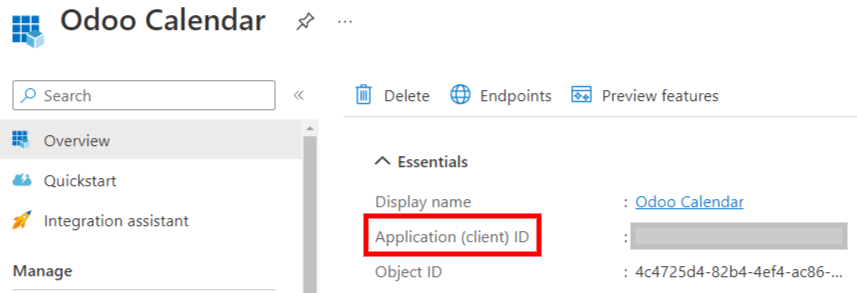 Odoo Calendar
Search
Delete
Endpoints
Preview features
Overview
Quickstart
Integration assistant
Manage
Essentials
Display name : Odoo Calendar
Application (client) ID :
Object ID : 4c4725d4-82b4-4ef4-ac86-...